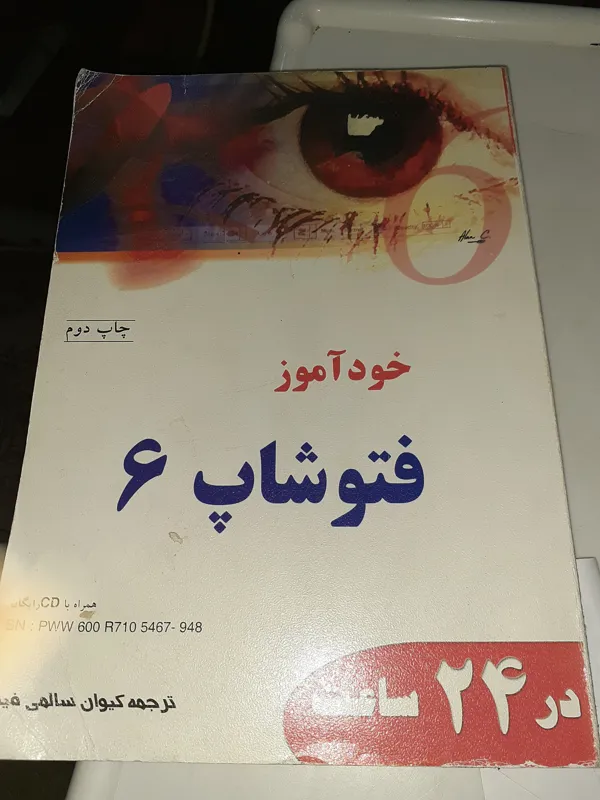 چاپ دوم
خودآموز
فتوشاپ ۶
همراه با CD رایگان
: PWW 600 R710 5467- 948
ترجمه کیوان سالمی
در ۲۴ ساعت